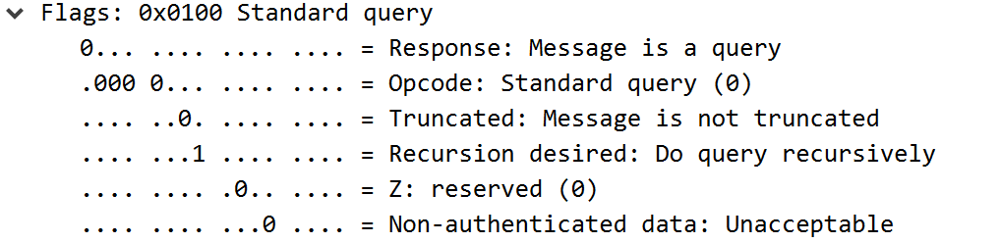 Flags: 0x0100 Standard query
0... .... .... .... = Response: Message is a query
.000 0... .... .... = Opcode: Standard query (0)
.... ..0. .... .... = Truncated: Message is not truncated
.... ...1 .... .... = Recursion desired: Do query recursively
.... .... .0.. .... = Z: reserved (0)
.... .... ...0 .... = Non-authenticated data: Unacceptable